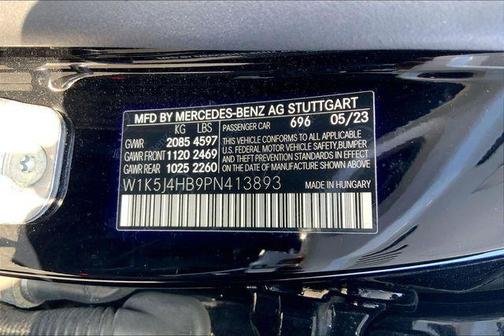 MFD BY MERCEDES-BENZ AG STUTTGART
KG LBS PASSENGER CAR 696 05/23
GVWR 2085 4597 THIS VEHICLE CONFORMS TO ALL APPLICABLE
GAWR FRONT 1120 2469 FEDERAL MOTOR VEHICLE SAFETY, BUMPER
GAWR REAR 1025 2260 AND THEFT PREVENTION STANDARDS IN EFFECT
ON THE DATE OF MANUFACTURE SHOWN ABOVE.
W1K5J4HB9PN413893 MADE IN HUNGARY